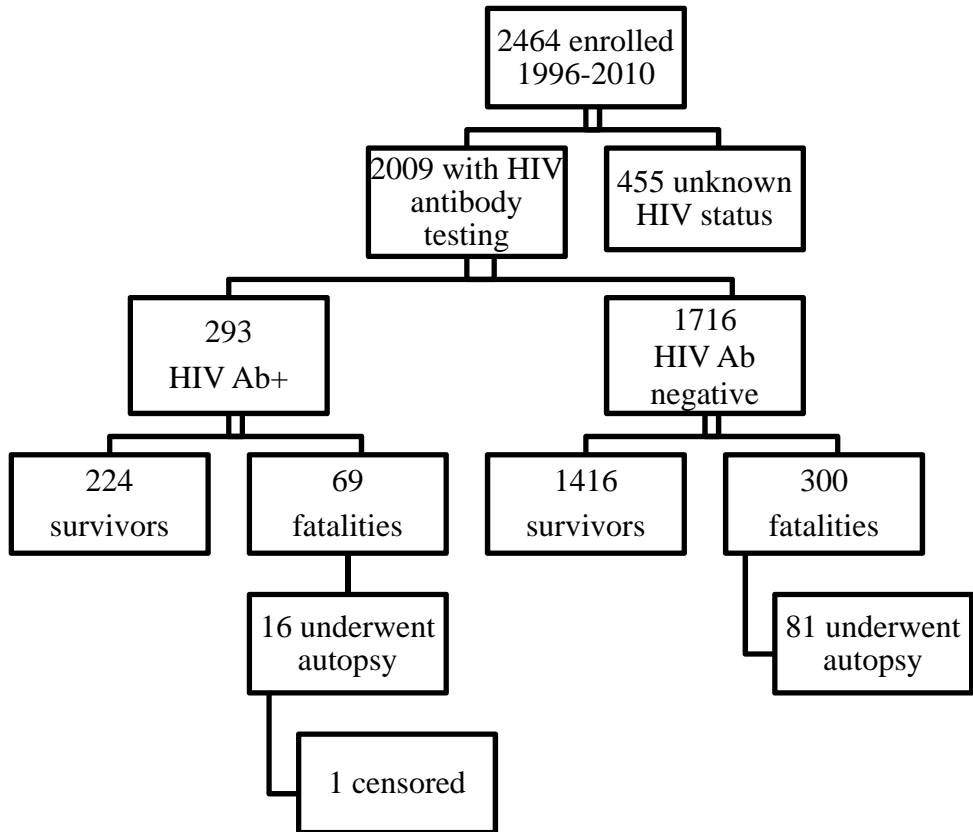 2464 enrolled
1996-2010
2009 with HIV
antibody
testing
455 unknown
HIV status
293
HIV Ab+
1716
HIV Ab
negative
224
survivors
69
fatalities
1416
survivors
300
fatalities
16 underwent
autopsy
81 underwent
autopsy
1 censored